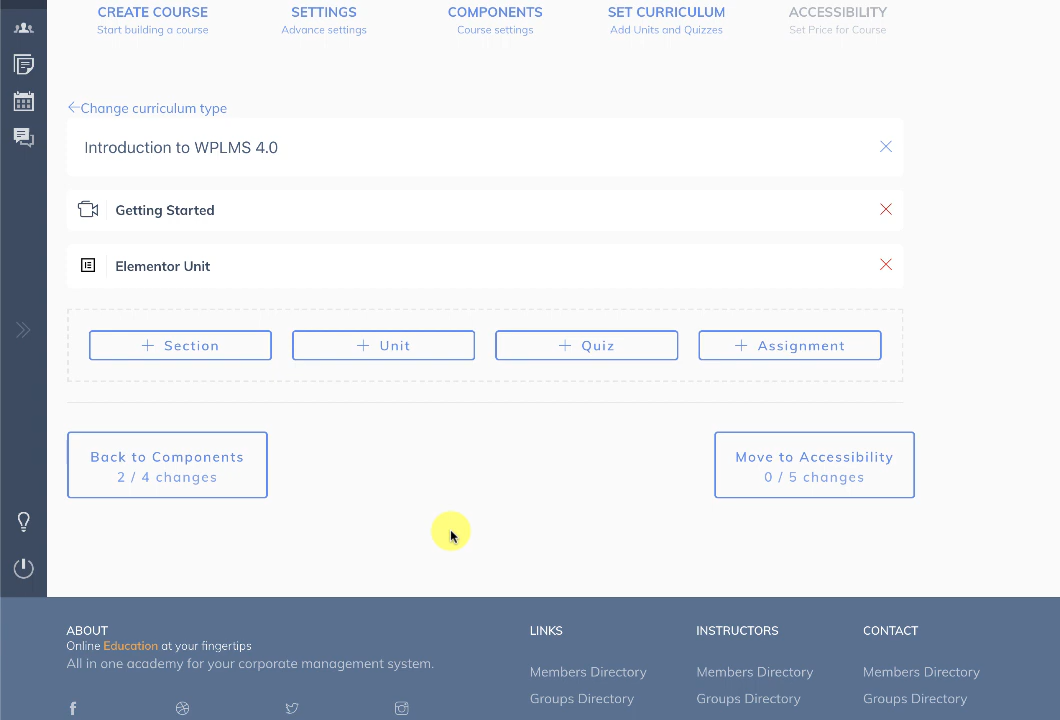 CREATE COURSE SETTINGS COMPONENTS SET CURRICULUM ACCESSIBILITY
Start building a course Advance settings Course settings Add Units and Quizzes Set Price for Course
Change curriculum type
Introduction to WPLMS 4.0
Getting Started
Elementor Unit
+ Section + Unit + Quiz + Assignment
Back to Components Move to Accessibility
2 / 4 changes 0 / 5 changes
ABOUT LINKS INSTRUCTORS CONTACT
Online Education at your fingertips
All in one academy for your corporate management system.
Members Directory Members Directory Members Directory
Groups Directory Groups Directory Groups Directory